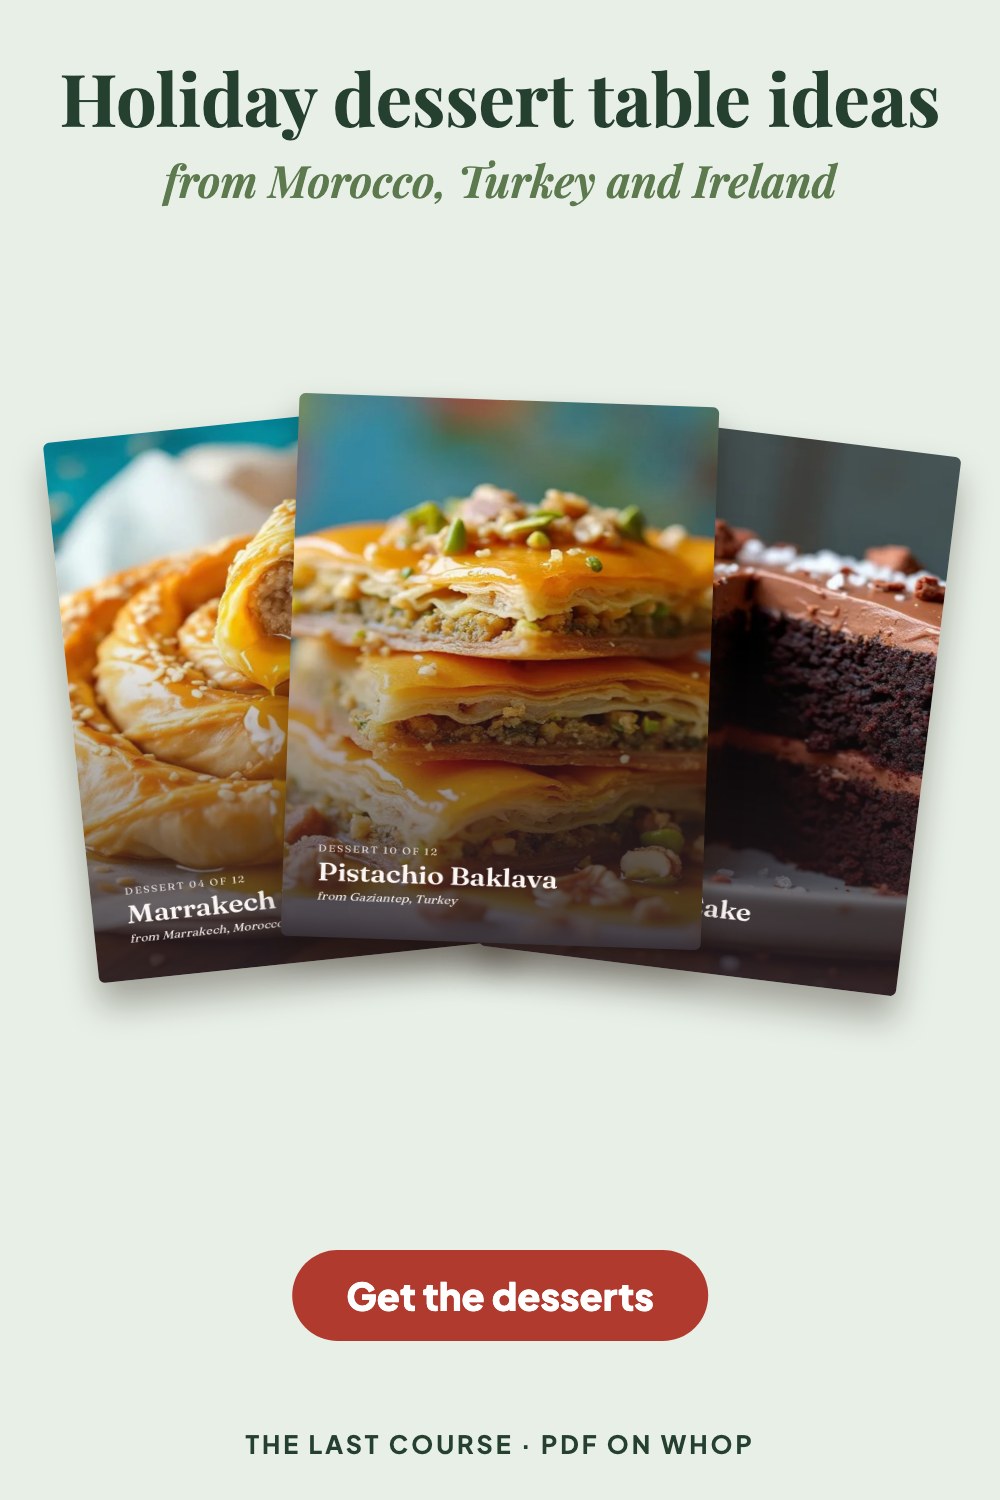 Holiday dessert table ideas
from Morocco, Turkey and Ireland
DESSERT 04 OF 12
Marrakech
from Marrakech, Morocco
DESSERT 10 OF 12
Pistachio Baklava
from Gaziantep, Turkey
Get the desserts
THE LAST COURSE · PDF ON WHOP